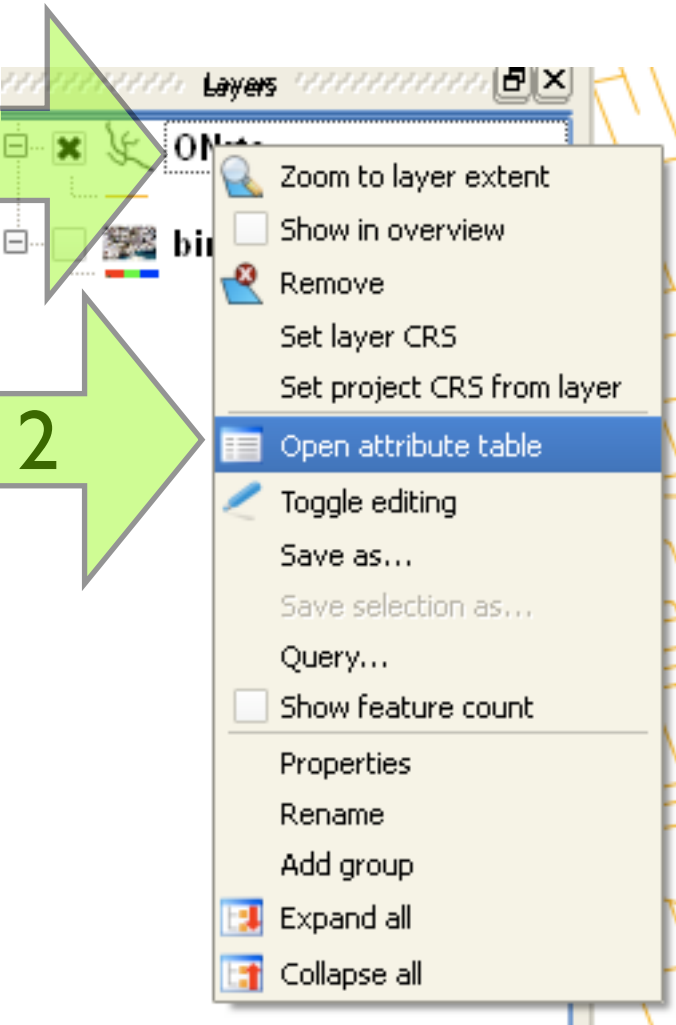 Layers
Zoom to layer extent
Show in overview
Remove
Set layer CRS
Set project CRS from layer
2
Open attribute table
Toggle editing
Save as...
Save selection as...
Query...
Show feature count
Properties
Rename
Add group
Expand all
Collapse all